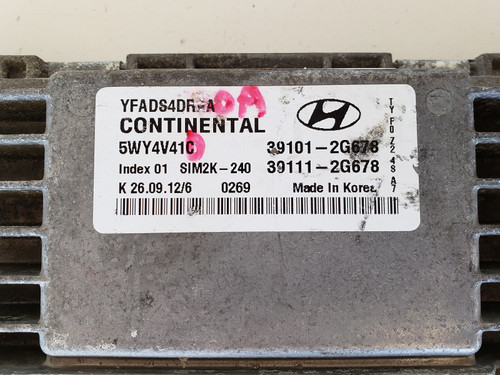 YFADS4DR-A
CONTINENTAL
5WY4V41C 39101-2G678
Index 01 SIM2K-240 39111-2G678
K 26.09.12/6 0269 Made in Korea